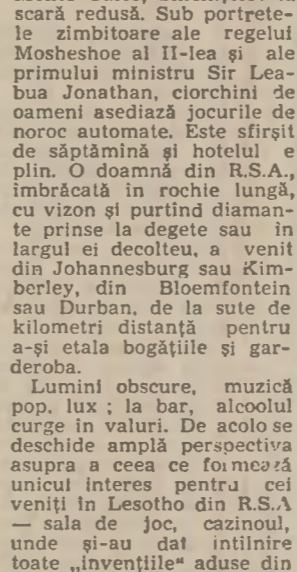 scară redusă. Sub portrete-
le zîmbitoare ale regelui
Mosheshoe al II-lea și ale
primului ministru Sir Lea-
bua Jonathan, ciorchini de
oameni asediază jocurile de
noroc automate. Este sfîrșit
de săptămînă și hotelul e
plin. O doamnă din R.S.A.,
îmbrăcată în rochie lungă,
cu vizon și purtînd diaman-
te prinse la degete sau în
largul ei decolteu, a venit
din Johannesburg sau Kim-
berley, din Bloemfontein
sau Durban, de la sute de
kilometri distanță pentru
a-și etala bogățiile și gar-
deroba.
Lumini obscure, muzică
pop, lux ; la bar, alcoolul
curge în valuri. De acolo se
deschide amplă perspectiva
asupra a ceea ce formează
unicul interes pentru cei
veniți în Lesotho din R.S.A
— sala de joc, cazinoul,
unde și-au dat întîlnire
toate „invențiile" aduse din